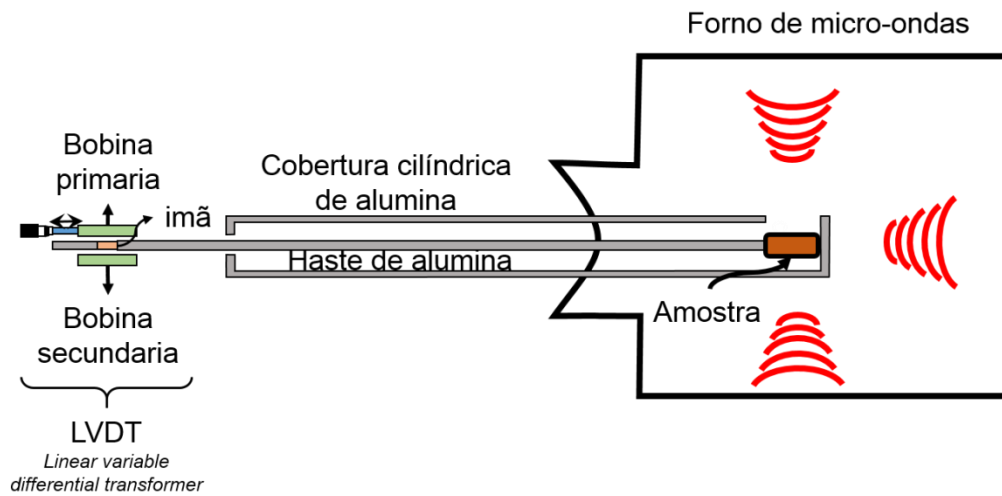 Forno de micro-ondas
Bobina
primaria
imã
Cobertura cilíndrica
de alumina
Haste de alumina
Amostra
Bobina
secundaria
LVDT
Linear variable
differential transformer